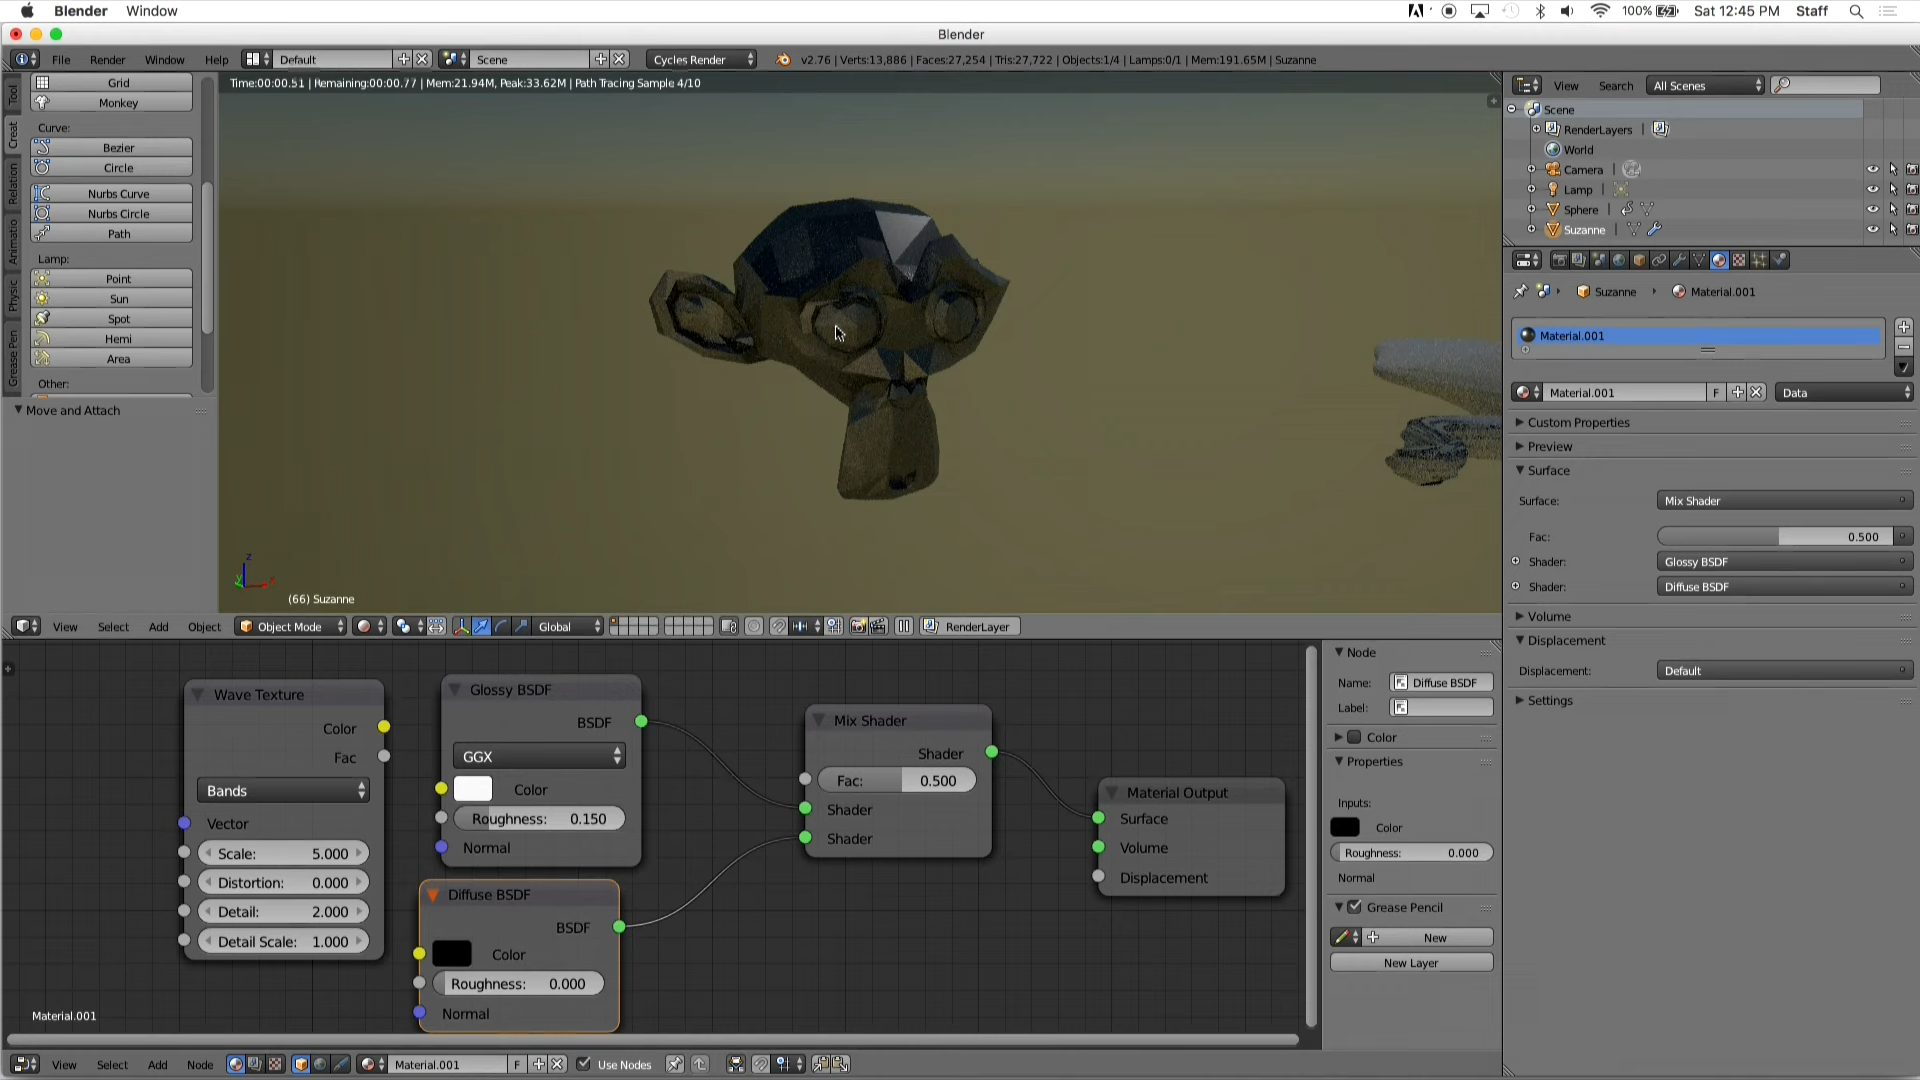 Blender Window 100% Sat 12:45 PM Staff
Blender
File Render Window Help Default Scene Cycles Render v2.76 | Verts:13,886 | Faces:27,254 | Tris:27,722 | Objects:1/4 | Lamps:0/1 | Mem:191.65M | Suzanne
Time:00:00.51 | Remaining:00:00.77 | Mem:21.94M, Peak:33.62M | Path Tracing Sample 4/10
Tool
Creat
Relation
Animatio
Physic
Grease Pen
Grid
Monkey
Curve:
Bezier
Circle
Nurbs Curve
Nurbs Circle
Path
Lamp:
Point
Sun
Spot
Hemi
Area
Other:
Move and Attach
z
x
y
(66) Suzanne
View Select Add Object Object Mode Global RenderLayer
View Search All Scenes
Scene
RenderLayers |
World
Camera |
Lamp |
Sphere |
Suzanne |
Suzanne Material.001
Material.001
Material.001 F Data
Custom Properties
Preview
Surface
Surface: Mix Shader
Fac: 0.500
Shader: Glossy BSDF
Shader: Diffuse BSDF
Volume
Displacement
Displacement: Default
Settings
Wave Texture
Color
Fac
Bands
Vector
Scale: 5.000
Distortion: 0.000
Detail: 2.000
Detail Scale: 1.000
Glossy BSDF
BSDF
GGX
Color
Roughness: 0.150
Normal
Diffuse BSDF
BSDF
Color
Roughness: 0.000
Normal
Mix Shader
Shader
Fac: 0.500
Shader
Shader
Material Output
Surface
Volume
Displacement
Node
Name: Diffuse BSDF
Label:
Color
Properties
Inputs:
Color
Roughness: 0.000
Normal
Grease Pencil
New
New Layer
Material.001
View Select Add Node Material.001 F Use Nodes